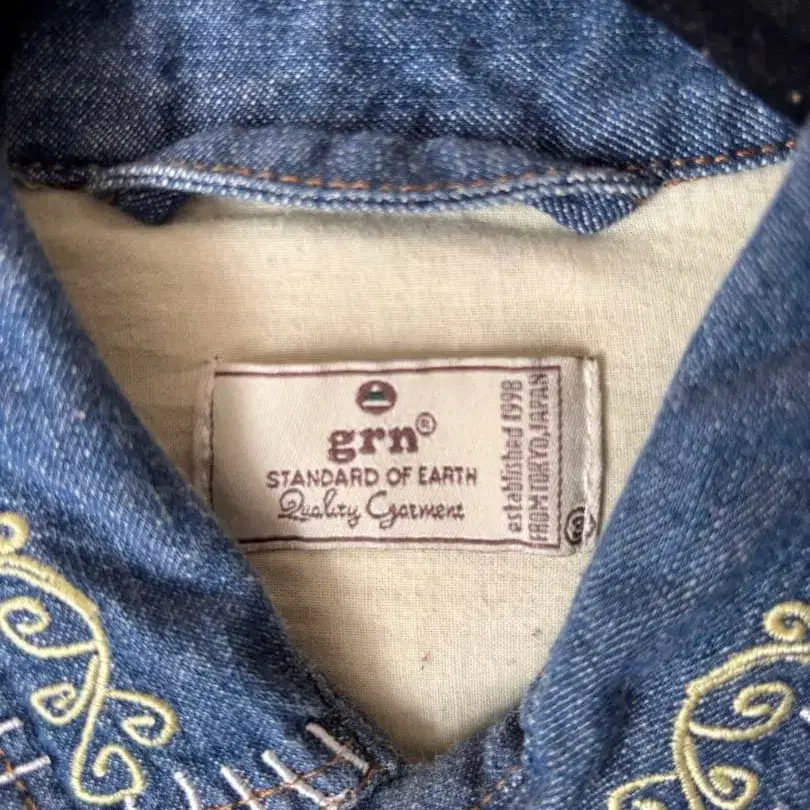 grn®
STANDARD OF EARTH
Quality Garment
established 1998
FROM TOKYO,JAPAN